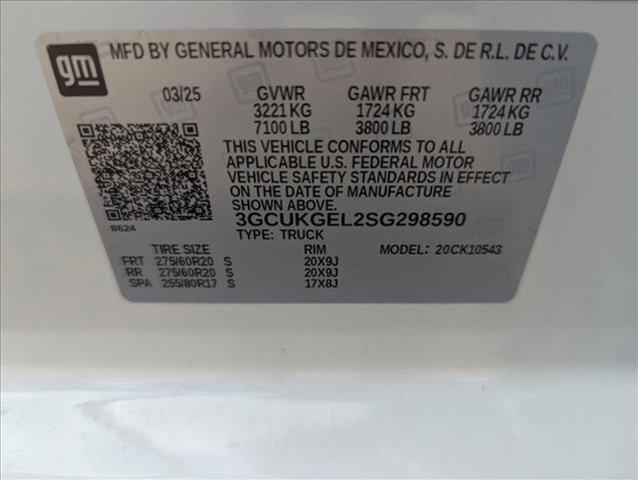 gm
MFD BY GENERAL MOTORS DE MEXICO, S. DE R.L. DE C.V.
03/25 GVWR GAWR FRT GAWR RR
3221 KG 1724 KG 1724 KG
7100 LB 3800 LB 3800 LB
THIS VEHICLE CONFORMS TO ALL
APPLICABLE U.S. FEDERAL MOTOR
VEHICLE SAFETY STANDARDS IN EFFECT
ON THE DATE OF MANUFACTURE
SHOWN ABOVE.
B624 3GCUKGEL2SG298590
TYPE: TRUCK
TIRE SIZE RIM MODEL: 20CK10543
FRT 275/60R20 S 20X9J
RR 275/60R20 S 20X9J
SPA 255/80R17 S 17X8J